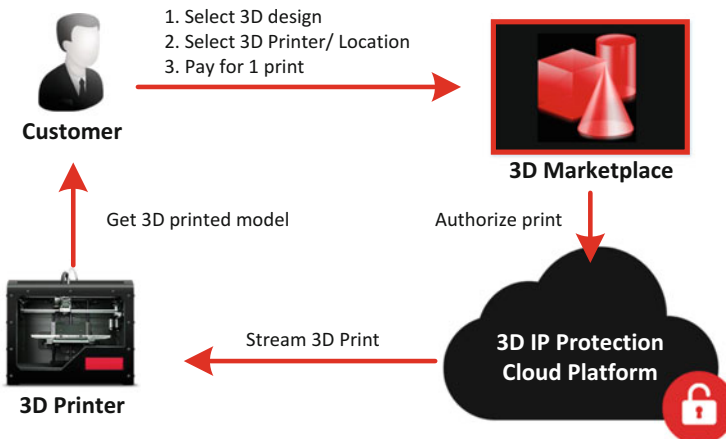 1. Select 3D design
2. Select 3D Printer/ Location
3. Pay for 1 print
Customer
3D Marketplace
Get 3D printed model
Authorize print
Stream 3D Print
3D IP Protection
Cloud Platform
3D Printer